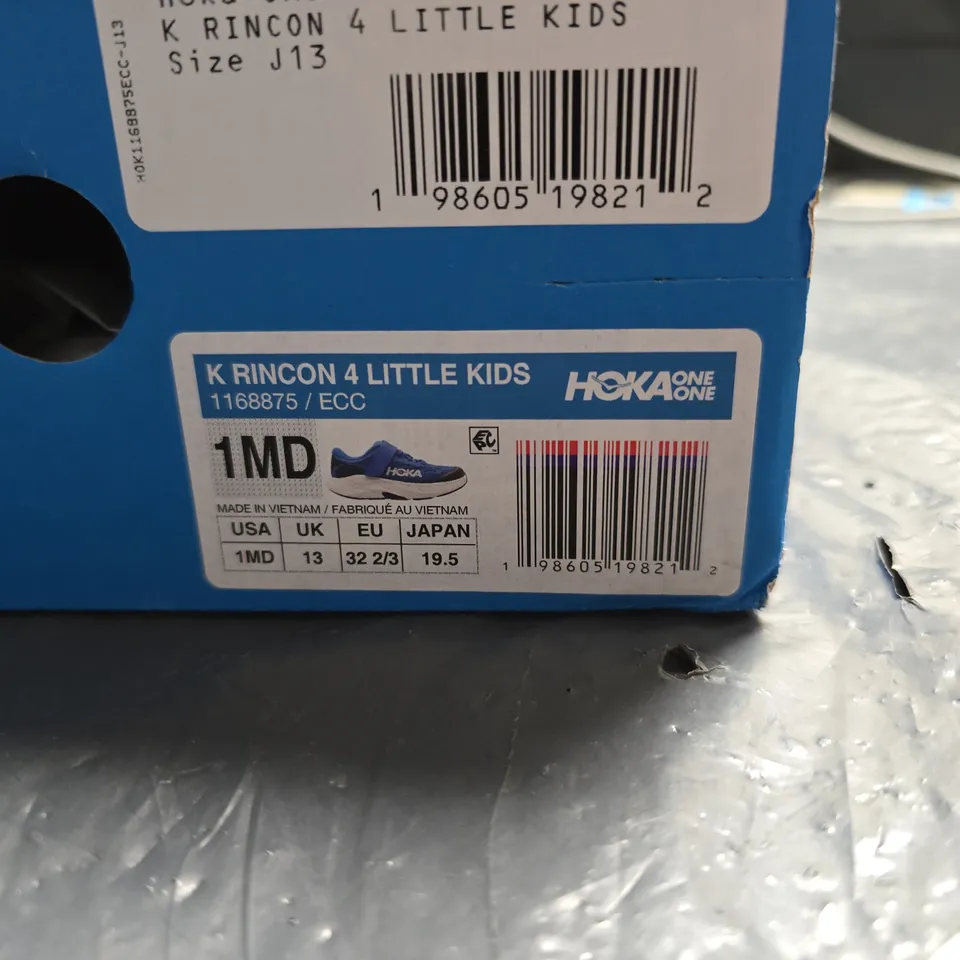 K RINCON 4 LITTLE KIDS
Size J13
HOK1168875ECC-J13
1 98605 19821 2
K RINCON 4 LITTLE KIDS
1168875 / ECC
HOKA ONE ONE
1MD
HOKA
MADE IN VIETNAM / FABRIQUÉ AU VIETNAM
USA UK EU JAPAN
1MD 13 32 2/3 19.5
1 98605 19821 2